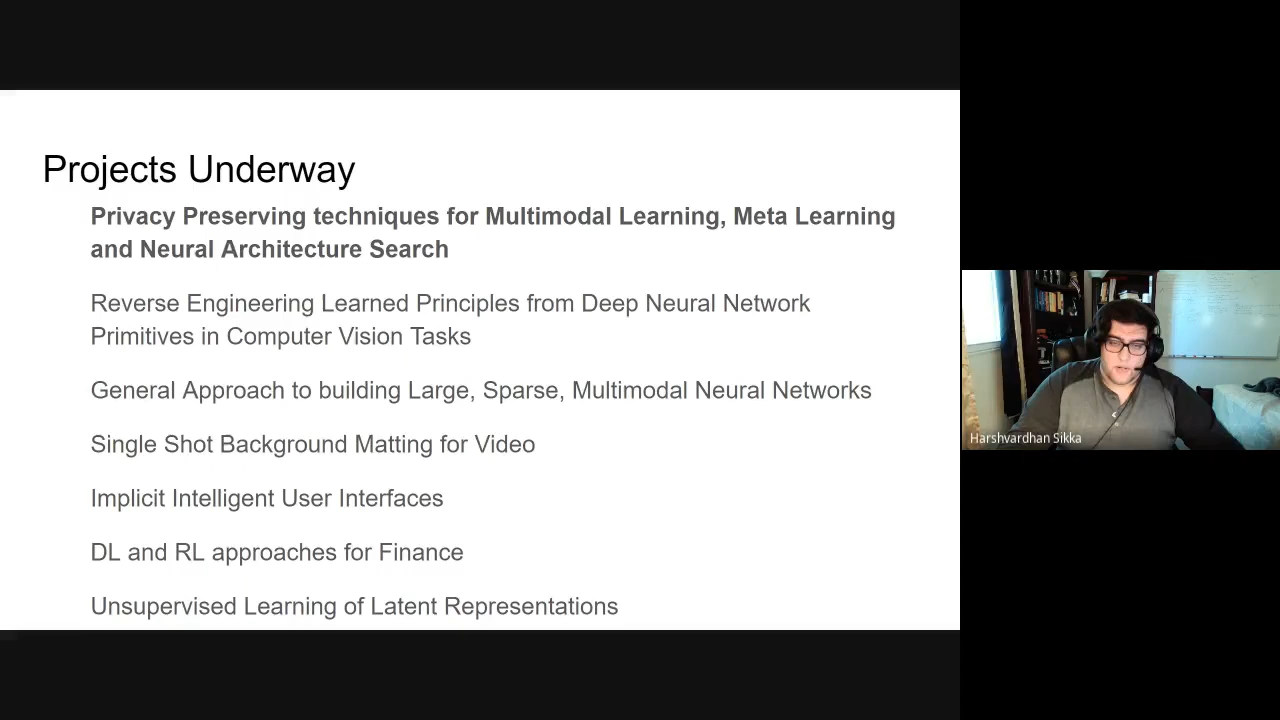 Projects Underway
Privacy Preserving techniques for Multimodal Learning, Meta Learning
and Neural Architecture Search
Reverse Engineering Learned Principles from Deep Neural Network
Primitives in Computer Vision Tasks
General Approach to building Large, Sparse, Multimodal Neural Networks
Single Shot Background Matting for Video
Implicit Intelligent User Interfaces
DL and RL approaches for Finance
Unsupervised Learning of Latent Representations
Harshvardhan Sikka